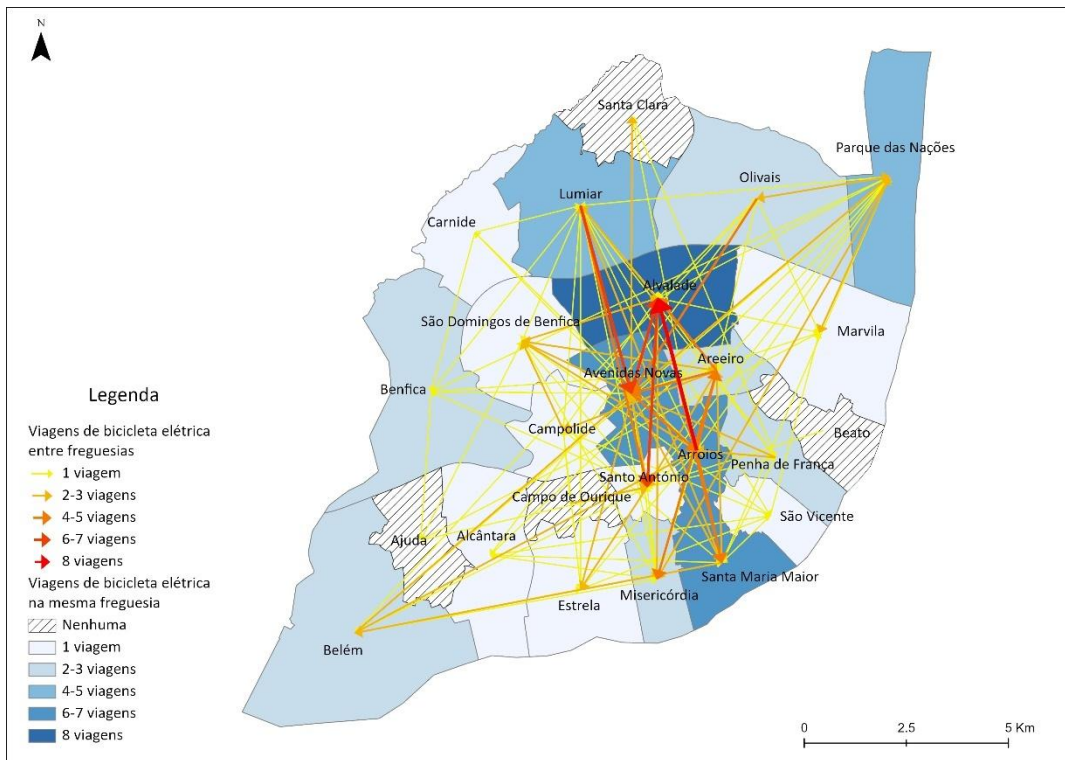 N
Santa Clara
Parque das Nações
Olivais
Lumiar
Carnide
Alvalade
São Domingos de Benfica
Marvila
Areeiro
Avenidas Novas
Benfica
Campolide
Beato
Arroios
Penha de França
Santo António
Campo de Ourique
São Vicente
Alcântara
Ajuda
Santa Maria Maior
Misericórdia
Estrela
Belém
Legenda
Viagens de bicicleta elétrica
entre freguesias
1 viagem
2-3 viagens
4-5 viagens
6-7 viagens
8 viagens
Viagens de bicicleta elétrica
na mesma freguesia
Nenhuma
1 viagem
2-3 viagens
4-5 viagens
6-7 viagens
8 viagens
0 2.5 5 Km